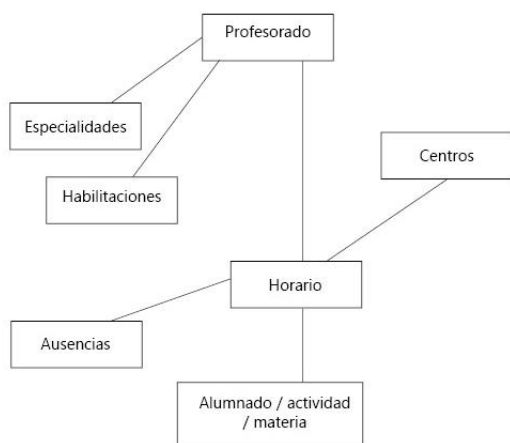 Profesorado
Especialidades
Centros
Habilitaciones
Horario
Ausencias
Alumnado / actividad
/ materia